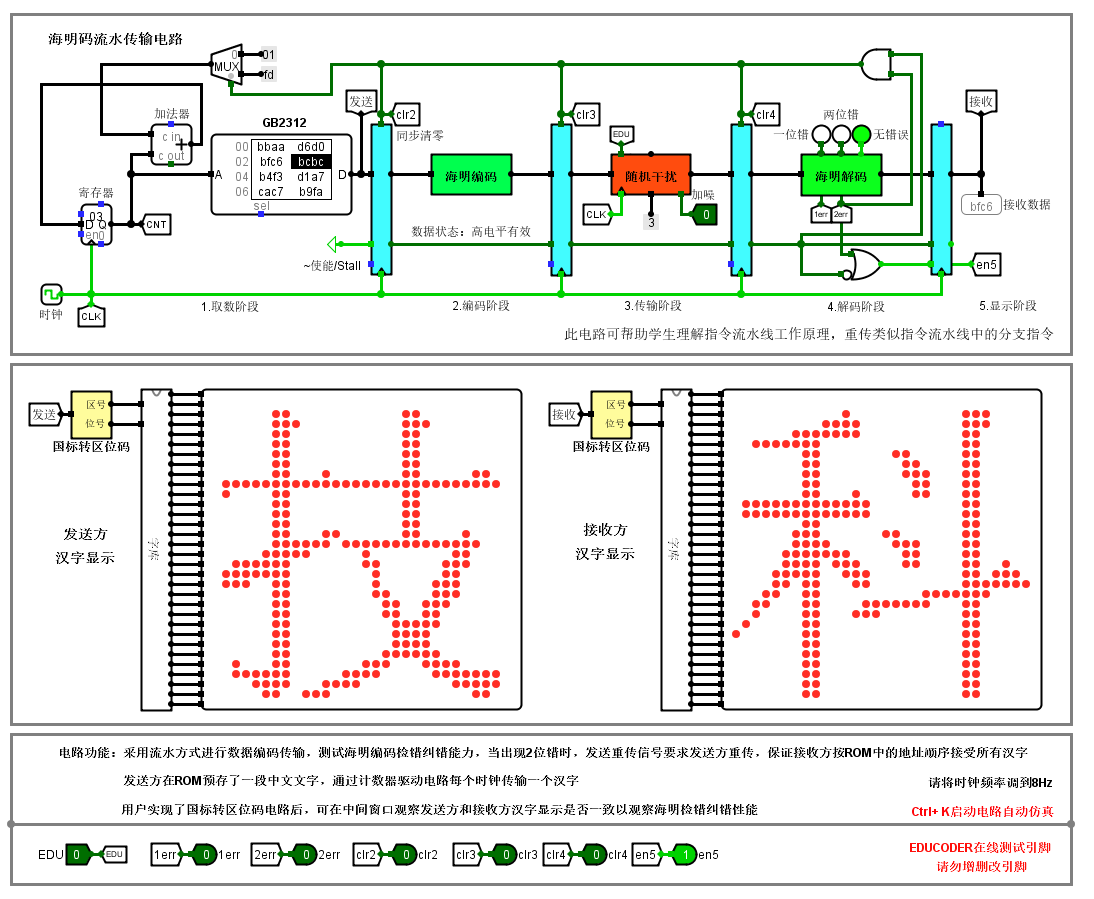 海明码流水传输电路
0
MUX
01
fd
加法器
c in
+
c out
寄存器
03
D Q
en0
CNT
时钟
CLK
GB2312
A
00 bbaa d6d0
02 bfc6 bcbc
04 b4f3 d1a7
06 cac7 b9fa
D
sel
发送
clr2
同步清零
海明编码
数据状态：高电平有效
~使能/Stall
clr3
EDU
随机干扰
CLK
3
加噪
0
clr4
两位错
一位错
无错误
海明解码
1err 2err
接收
bfc6
接收数据
en5
1.取数阶段
2.编码阶段
3.传输阶段
4.解码阶段
5.显示阶段
此电路可帮助学生理解指令流水线工作原理，重传类似指令流水线中的分支指令
发送
区号
位号
国标转区位码
发送方
汉字显示
字库
技
接收
区号
位号
国标转区位码
接收方
汉字显示
字库
科
电路功能：采用流水方式进行数据编码传输，测试海明编码检错纠错能力，当出现2位错时，发送重传信号要求发送方重传，保证接收方按ROM中的地址顺序接受所有汉字
发送方在ROM预存了一段中文文字，通过计数器驱动电路每个时钟传输一个汉字
请将时钟频率调到8Hz
用户实现了国标转区位码电路后，可在中间窗口观察发送方和接收方汉字显示是否一致以观察海明检错纠错性能
Ctrl+ K启动电路自动仿真
EDU 0 EDU
1err 0 1err
2err 0 2err
clr2 0 clr2
clr3 0 clr3
clr4 0 clr4
en5 1 en5
EDUCODER在线测试引脚
请勿增删改引脚